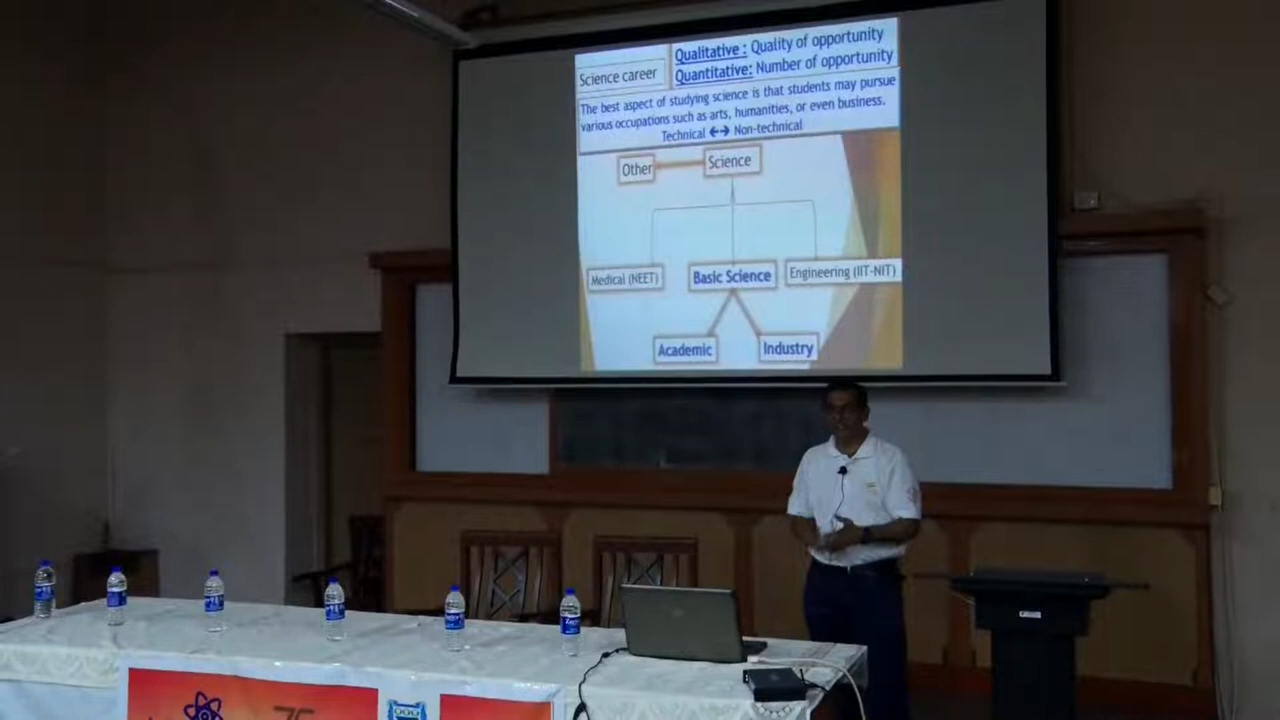 Science career
Qualitative : Quality of opportunity
Quantitative: Number of opportunity
The best aspect of studying science is that students may pursue
various occupations such as arts, humanities, or even business.
Technical ←→ Non-technical
Other
Science
Medical (NEET)
Basic Science
Engineering (IIT-NIT)
Academic
Industry
75